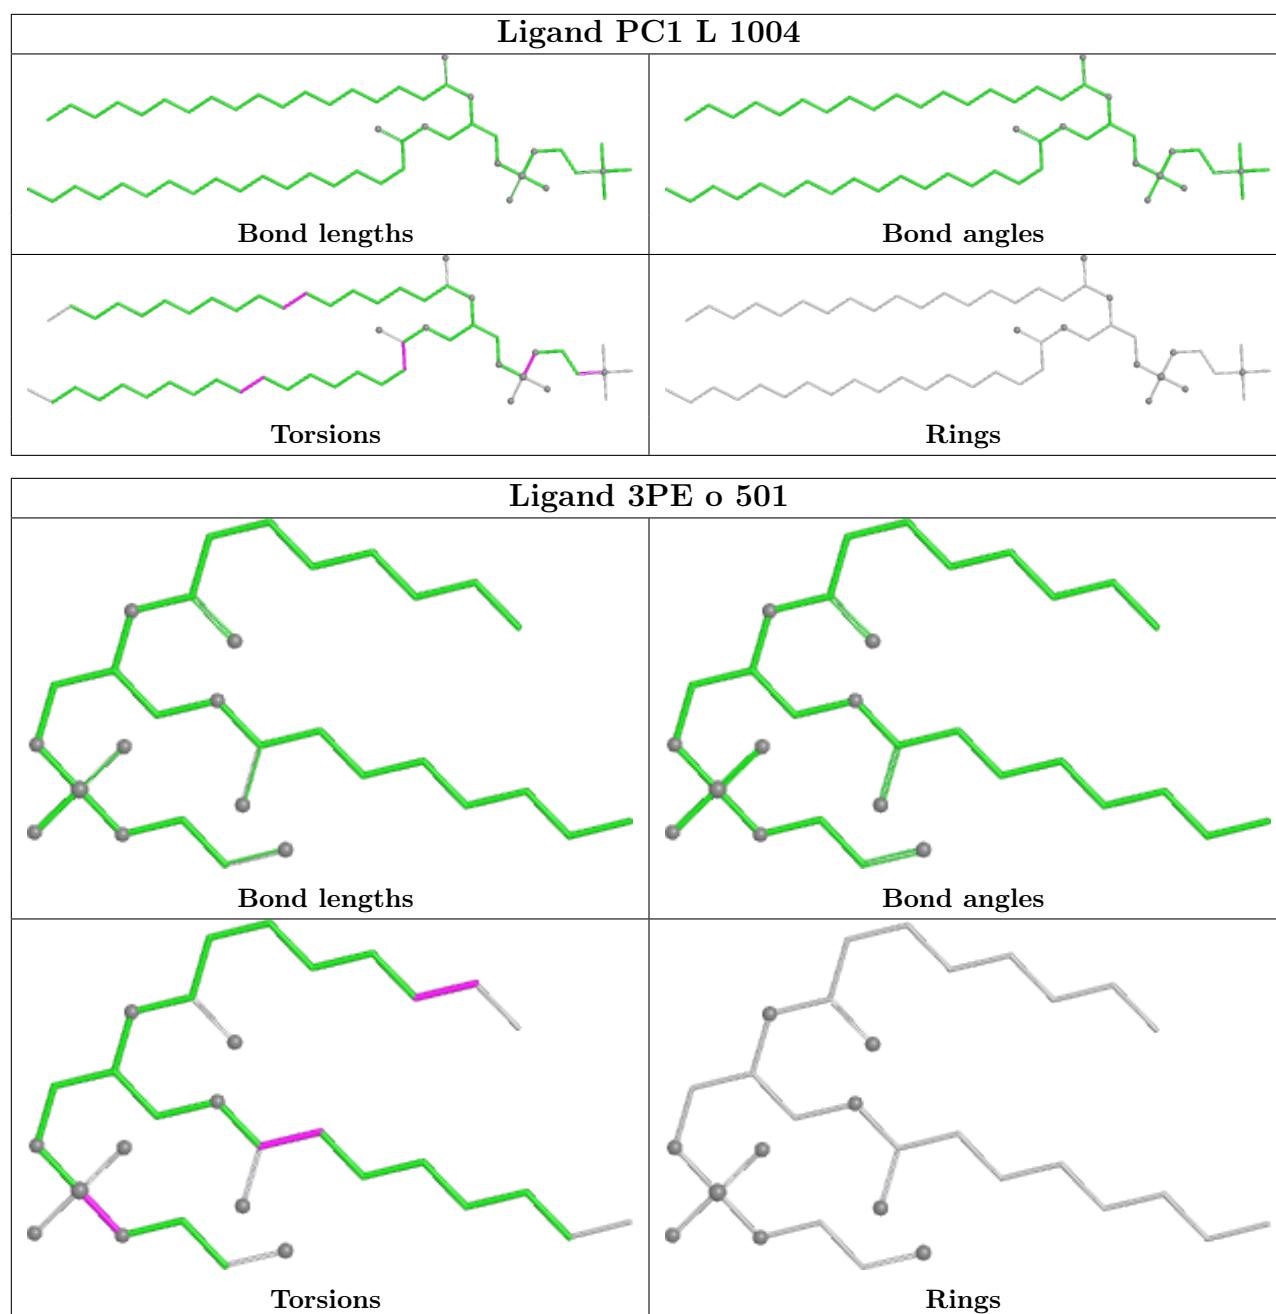 Ligand PC1 L 1004
Bond lengths
Bond angles
Torsions
Rings
Ligand 3PE o 501
Bond lengths
Bond angles
Torsions
Rings